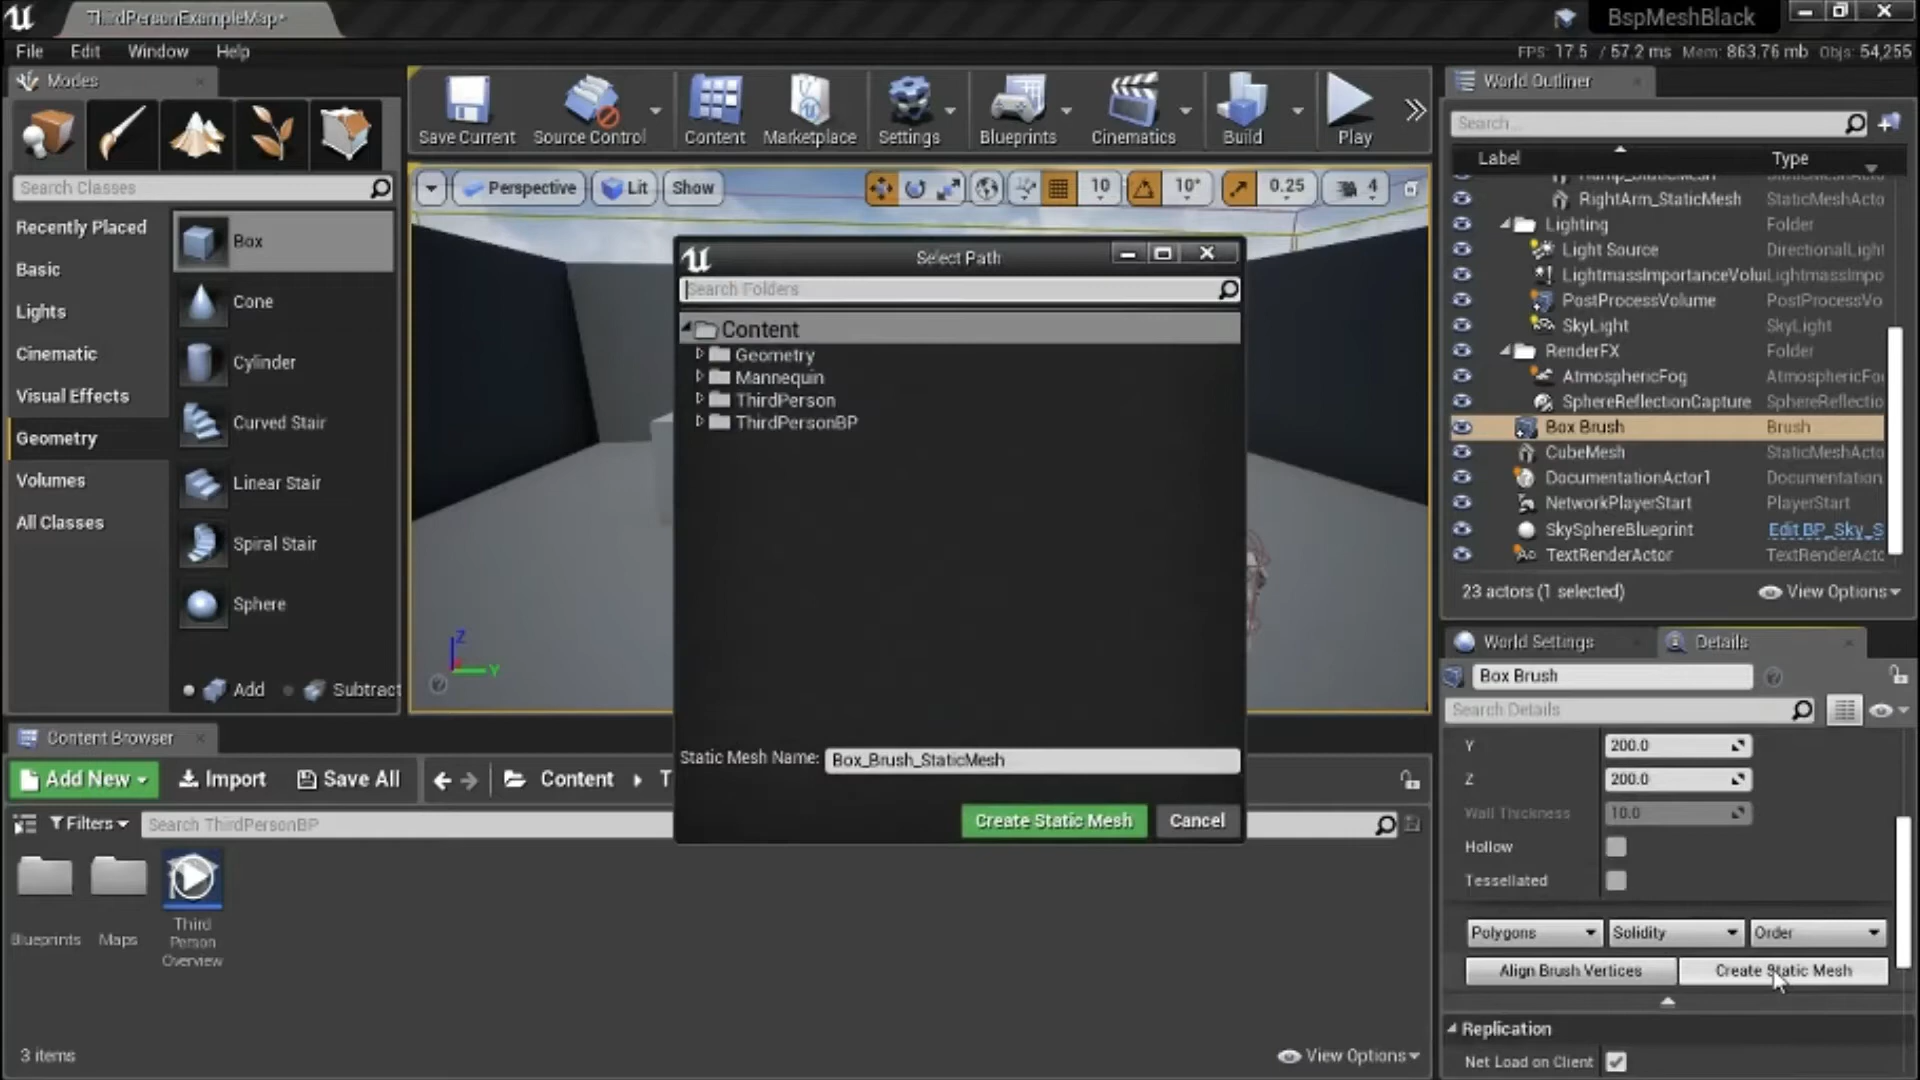 ThirdPersonExampleMap*
BspMeshBlack
File Edit Window Help
FPS: 17.5 / 57.2 ms Mem: 863.76 mb Objs: 54,255
Modes
Save Current
Source Control
Content
Marketplace
Settings
Blueprints
Cinematics
Build
Play
World Outliner
Search...
Label
Type
Search Classes
Perspective
Lit
Show
10
10°
0.25
4
Recently Placed
Basic
Lights
Cinematic
Visual Effects
Geometry
Volumes
All Classes
Box
Cone
Cylinder
Curved Stair
Linear Stair
Spiral Stair
Sphere
Add
Subtract
Z
Y
Select Path
Search Folders
Content
Geometry
Mannequin
ThirdPerson
ThirdPersonBP
Static Mesh Name: Box_Brush_StaticMesh
Create Static Mesh
Cancel
RightArm_StaticMesh StaticMeshActo
Lighting Folder
Light Source DirectionalLight
LightmassImportanceVolu LightmassImpo
PostProcessVolume PostProcessVo
SkyLight SkyLight
RenderFX Folder
AtmosphericFog AtmosphericFo
SphereReflectionCapture SphereReflectio
Box Brush Brush
CubeMesh StaticMeshActo
DocumentationActor1 Documentation
NetworkPlayerStart PlayerStart
SkySphereBlueprint Edit BP_Sky_S
TextRenderActor TextRenderActo
23 actors (1 selected)
View Options
World Settings
Details
Box Brush
Search Details
Y 200.0
Z 200.0
Wall Thickness 10.0
Hollow
Tessellated
Polygons
Solidity
Order
Align Brush Vertices
Create Static Mesh
Replication
Net Load on Client
Content Browser
Add New
Import
Save All
Content
T
Filters
Search ThirdPersonBP
Blueprints
Maps
Third
Person
Overview
3 items
View Options